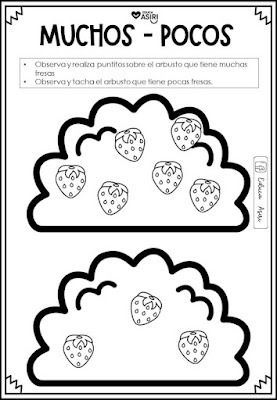 ASIRI
MUCHOS - POCOS
• Observa y realiza puntitos sobre el arbusto que tiene muchas
fresas
• Observa y tacha el arbusto que tiene pocas fresas.
Educa Asiri